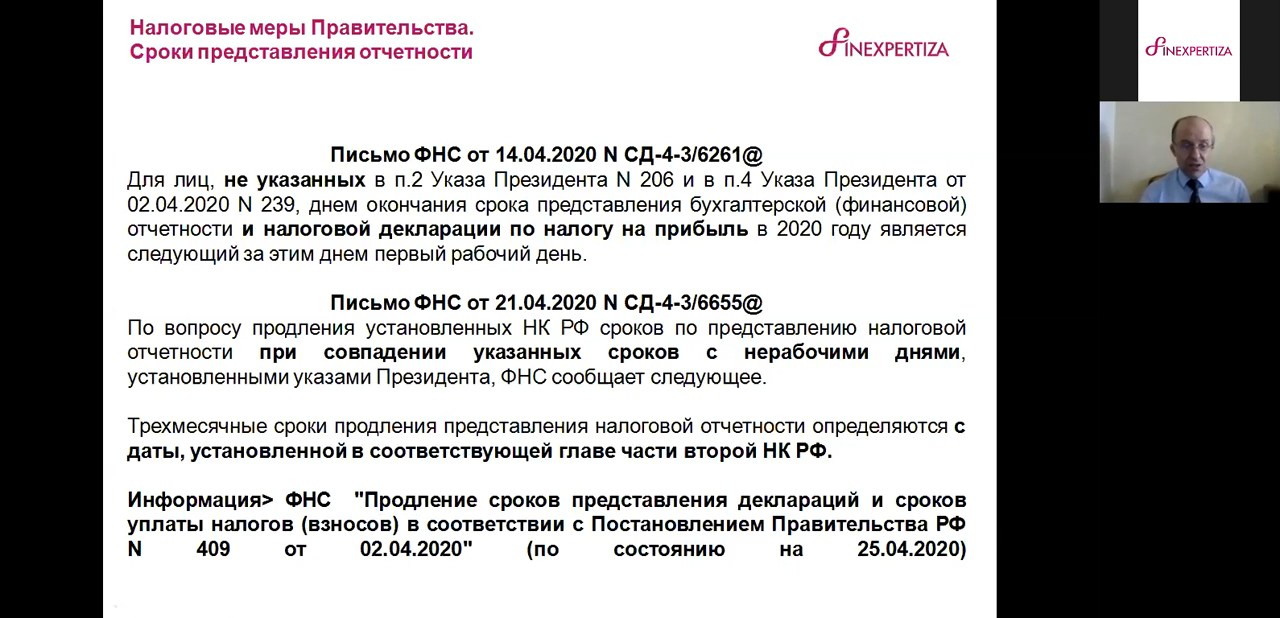 Налоговые меры Правительства.
Сроки представления отчетности
FINEXPERTIZA
FINEXPERTIZA
Письмо ФНС от 14.04.2020 N СД-4-3/6261@
Для лиц, не указанных в п.2 Указа Президента N 206 и в п.4 Указа Президента от
02.04.2020 N 239, днем окончания срока представления бухгалтерской (финансовой)
отчетности и налоговой декларации по налогу на прибыль в 2020 году является
следующий за этим днем первый рабочий день.
Письмо ФНС от 21.04.2020 N СД-4-3/6655@
По вопросу продления установленных НК РФ сроков по представлению налоговой
отчетности при совпадении указанных сроков с нерабочими днями,
установленными указами Президента, ФНС сообщает следующее.
Трехмесячные сроки продления представления налоговой отчетности определяются с
даты, установленной в соответствующей главе части второй НК РФ.
Информация> ФНС "Продление сроков представления деклараций и сроков
уплаты налогов (взносов) в соответствии с Постановлением Правительства РФ
N 409 от 02.04.2020" (по состоянию на 25.04.2020)